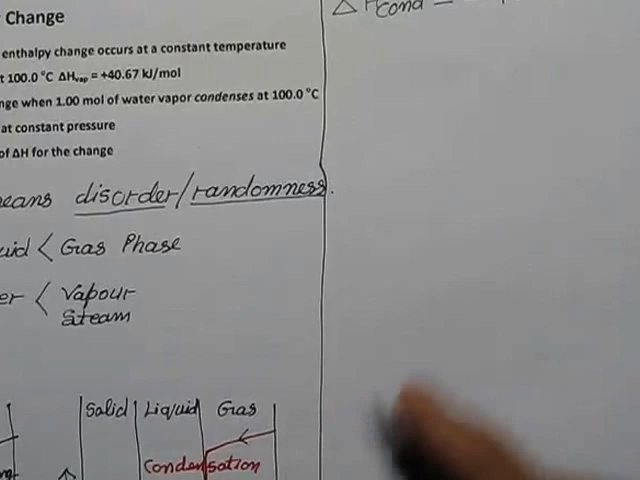 Change
enthalpy change occurs at a constant temperature
t 100.0 °C ΔHvap = +40.67 kJ/mol
nge when 1.00 mol of water vapor condenses at 100.0 °C
at constant pressure
of ΔH for the change
eans disorder/randomness.
uid < Gas Phase
er < Vapour
Steam
Solid Liquid Gas
Condensation
ΔHcond =